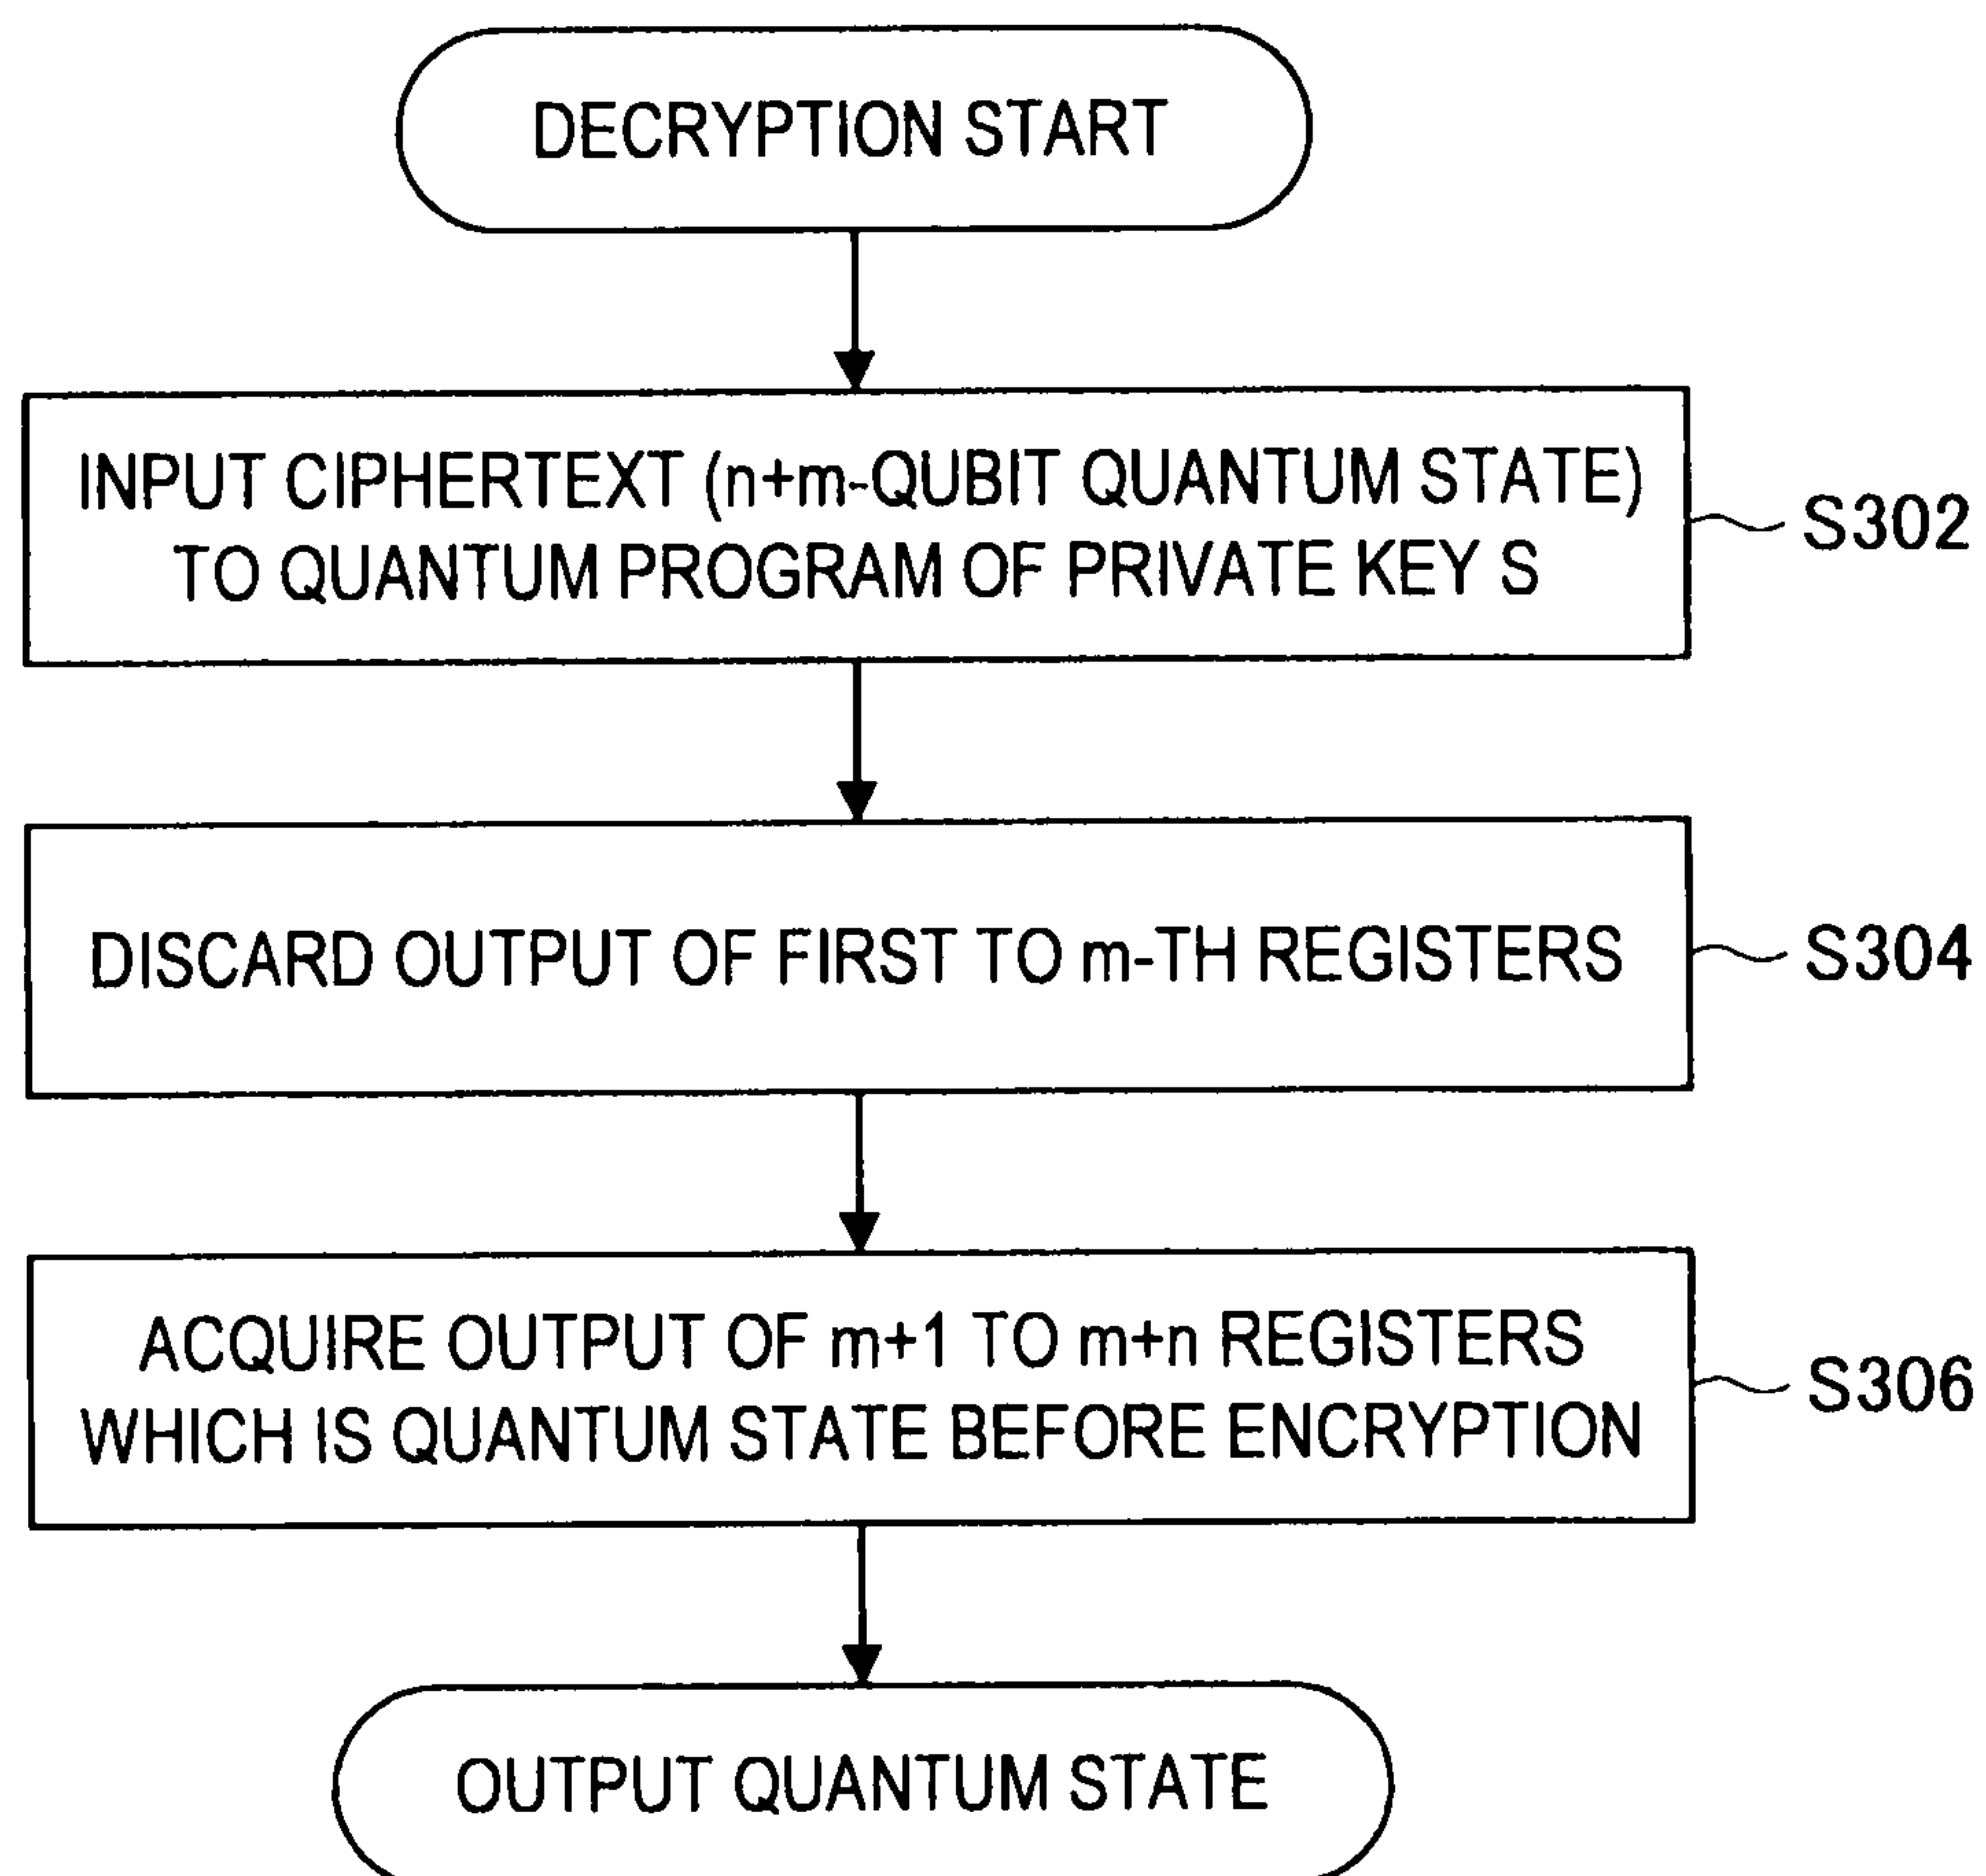 DECRYPTION START
INPUT CIPHERTEXT (n+m-QUBIT QUANTUM STATE)
TO QUANTUM PROGRAM OF PRIVATE KEY S
S302
DISCARD OUTPUT OF FIRST TO m-TH REGISTERS
S304
ACQUIRE OUTPUT OF m+1 TO m+n REGISTERS
WHICH IS QUANTUM STATE BEFORE ENCRYPTION
S306
OUTPUT QUANTUM STATE